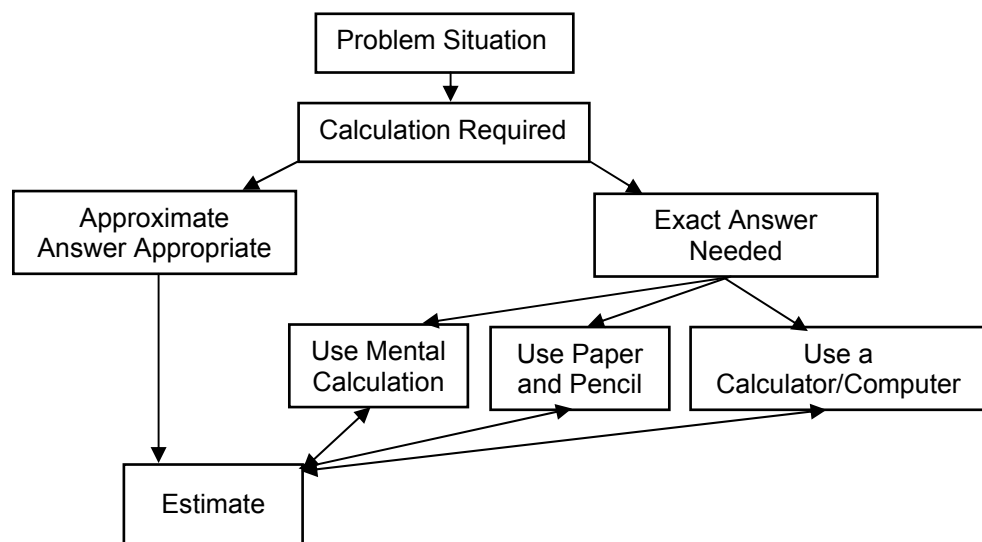 Problem Situation
Calculation Required
Approximate
Answer Appropriate
Exact Answer
Needed
Use Mental
Calculation
Use Paper
and Pencil
Use a
Calculator/Computer
Estimate